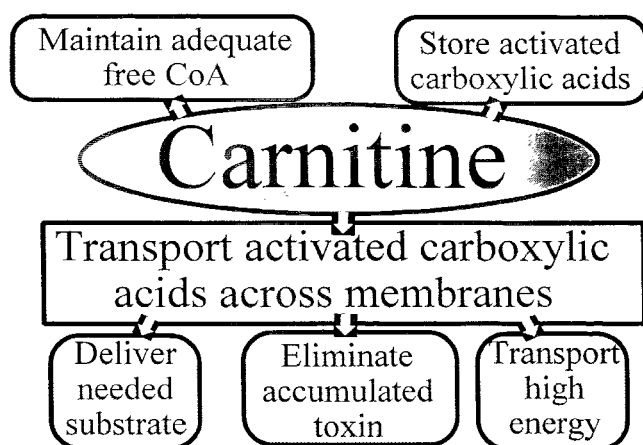 Maintain adequate
free CoA
Store activated
carboxylic acids
Carnitine
Transport activated carboxylic
acids across membranes
Deliver
needed
substrate
Eliminate
accumulated
toxin
Transport
high
energy